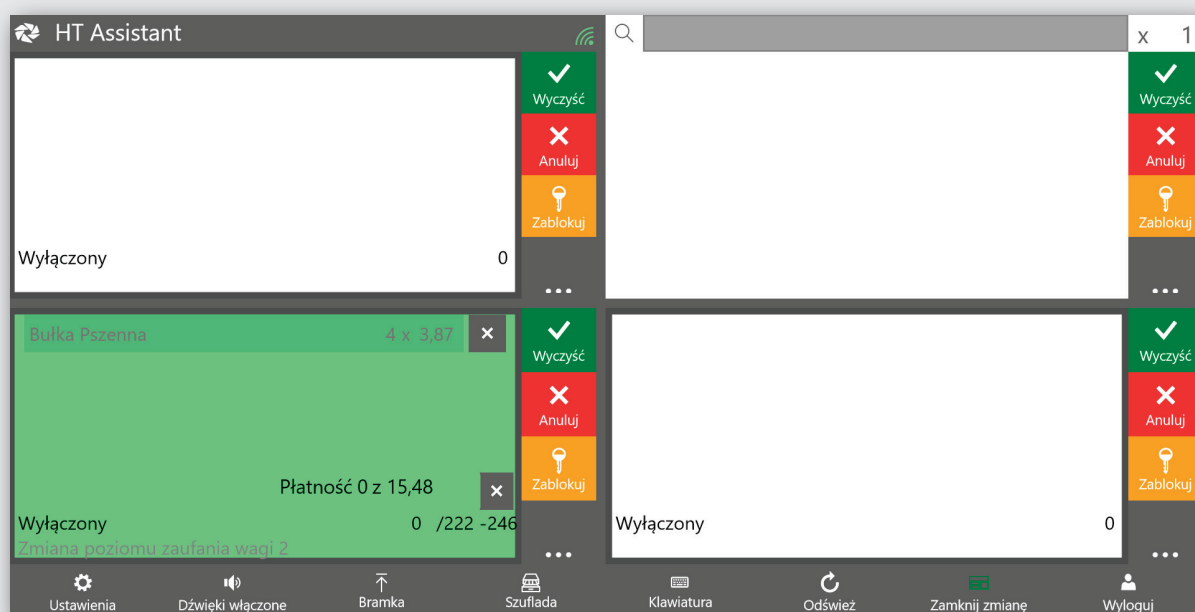 HT Assistant
x 1
Wyczyść
Anuluj
Zablokuj
Wyłączony 0
...
Wyczyść
Anuluj
Zablokuj
...
Bułka Pszenna 4 x 3,87
Płatność 0 z 15,48
Wyłączony 0 /222 -246
Zmiana poziomu zaufania wagi 2
Wyczyść
Anuluj
Zablokuj
...
Wyłączony 0
Wyczyść
Anuluj
Zablokuj
...
Ustawienia
Dźwięki włączone
Bramka
Szuflada
Klawiatura
Odśwież
Zamknij zmianę
Wyloguj